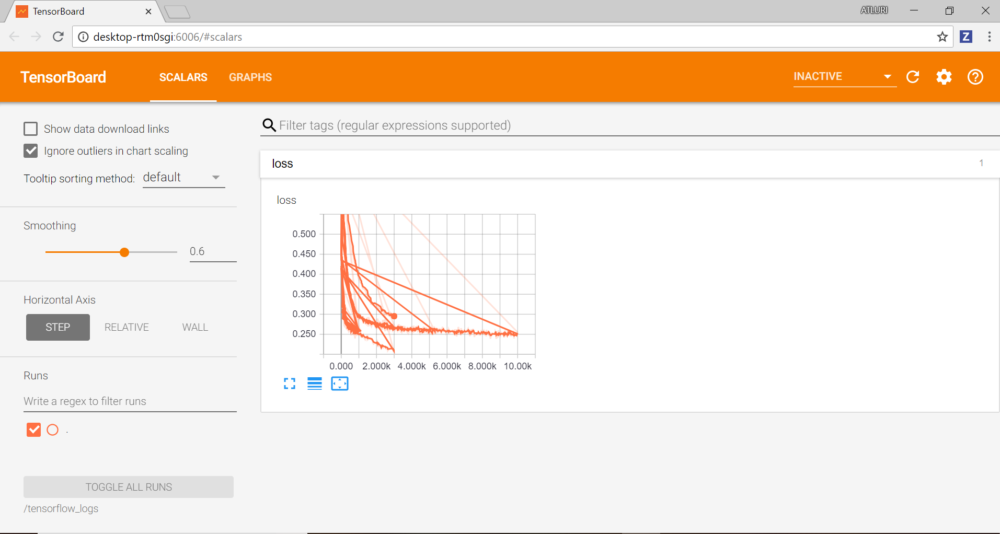 TensorBoard
ATLURI
desktop-rtm0sgi:6006/#scalars
Z
TensorBoard SCALARS GRAPHS INACTIVE
Show data download links
Ignore outliers in chart scaling
Tooltip sorting method: default
Smoothing
0.6
Horizontal Axis
STEP RELATIVE WALL
Runs
Write a regex to filter runs
.
TOGGLE ALL RUNS
/tensorflow_logs
Filter tags (regular expressions supported)
loss 1
loss
0.500
0.450
0.400
0.350
0.300
0.250
0.000 2.000k 4.000k 6.000k 8.000k 10.00k